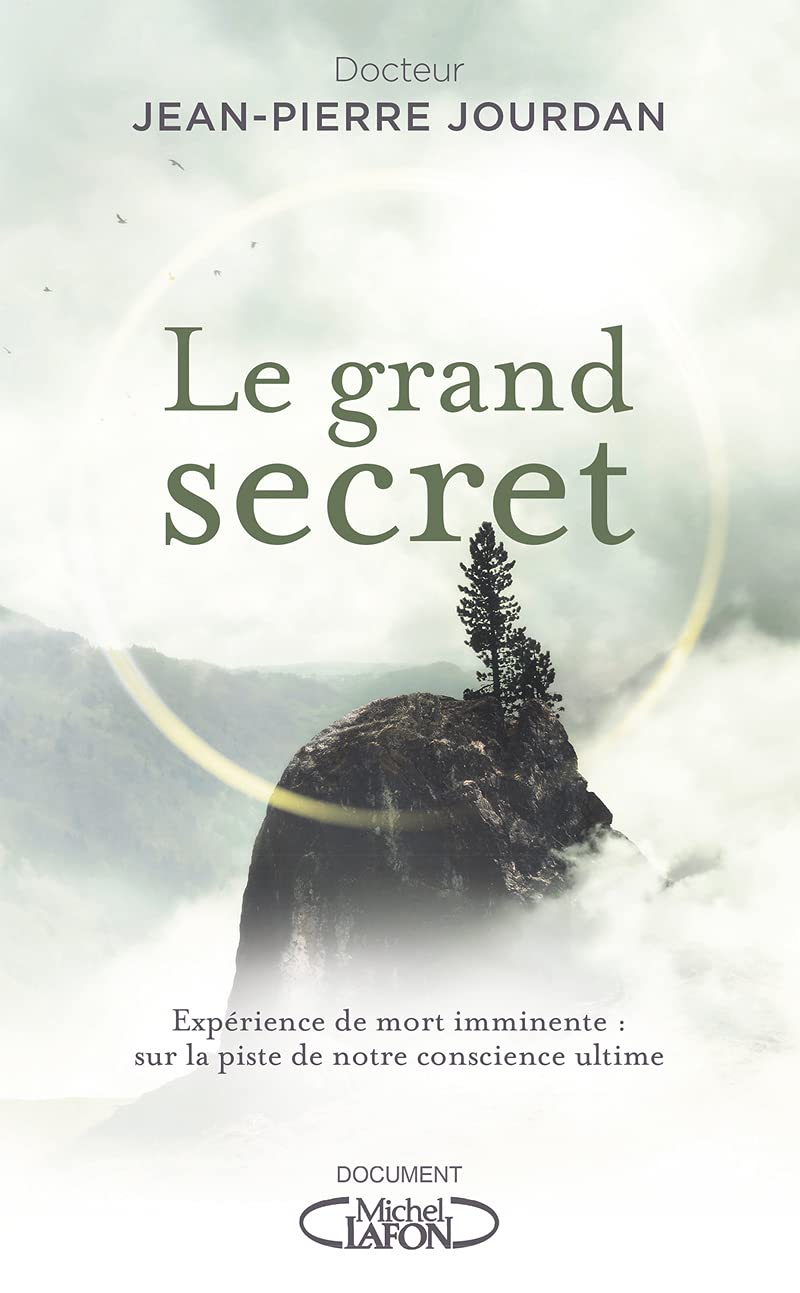 Docteur
JEAN-PIERRE JOURDAN
Le grand
secret
Expérience de mort imminente :
sur la piste de notre conscience ultime
DOCUMENT
Michel
LAFON